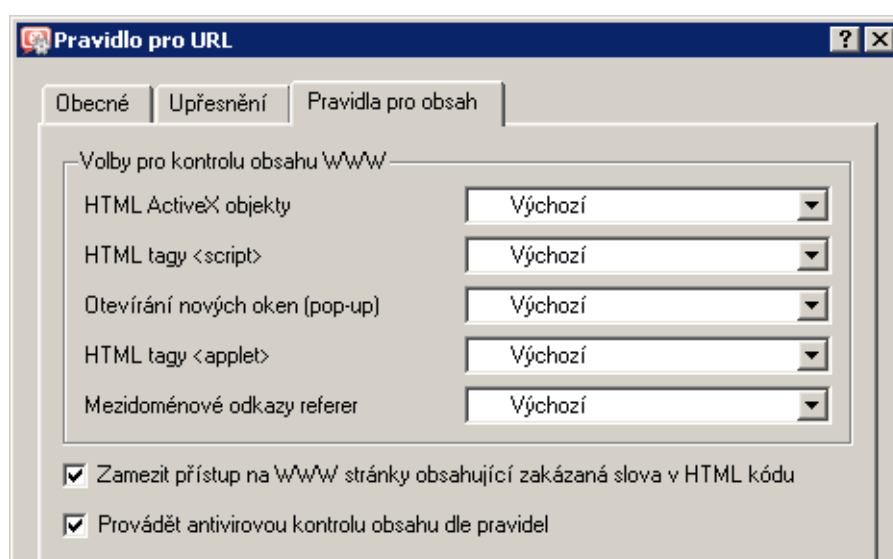 Pravidlo pro URL
Obecné Upřesnění Pravidla pro obsah
Volby pro kontrolu obsahu WWW
HTML ActiveX objekty Výchozí
HTML tagy <script> Výchozí
Otevírání nových oken (pop-up) Výchozí
HTML tagy <applet> Výchozí
Mezidoménové odkazy referer Výchozí
Zamezit přístup na WWW stránky obsahující zakázaná slova v HTML kódu
Provádět antivirovou kontrolu obsahu dle pravidel